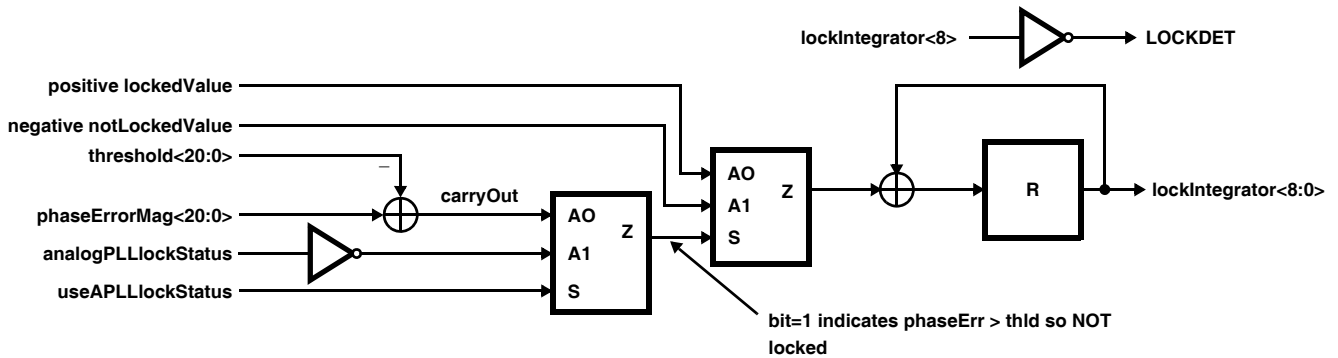 lockIntegrator<8>
LOCKDET
positive lockedValue
negative notLockedValue
threshold<20:0>
–
phaseErrorMag<20:0>
carryOut
analogPLLlockStatus
useAPLLlockStatus
AO
A1
S
Z
AO
A1
S
Z
R
lockIntegrator<8:0>
bit=1 indicates phaseErr > thld so NOT
locked